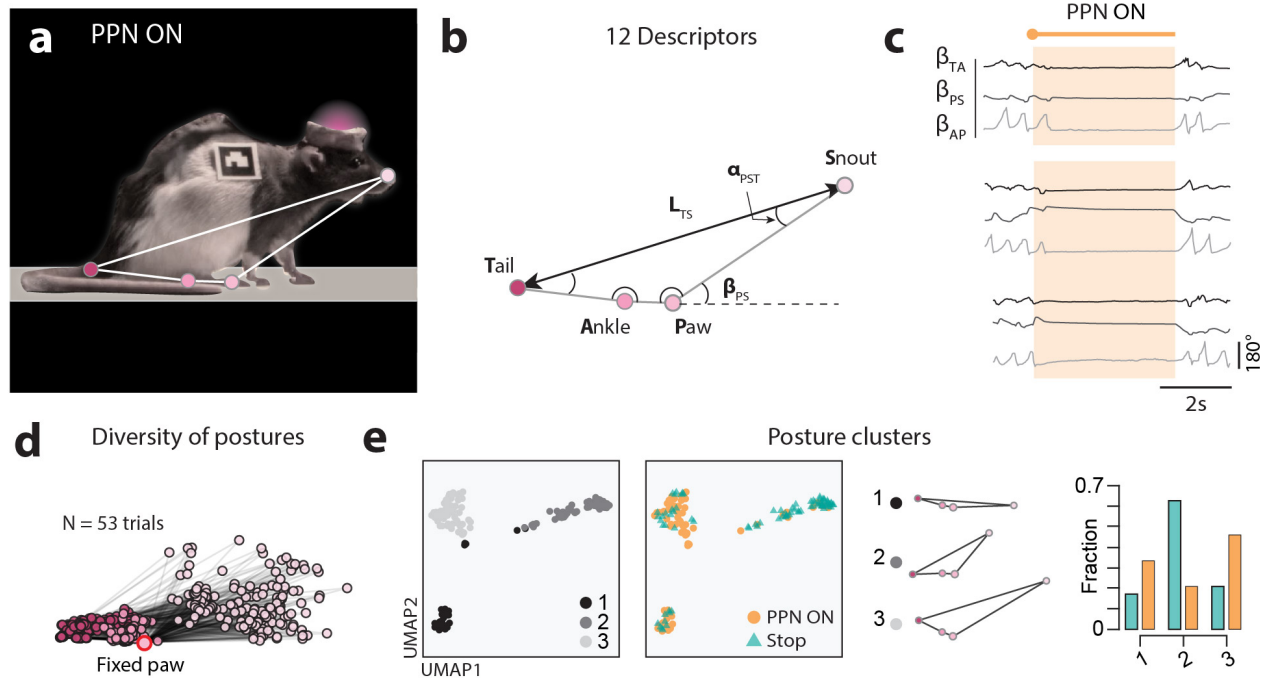 a
PPN ON
b
12 Descriptors
Snout
αPST
LTS
Tail
βPS
Ankle
Paw
c
PPN ON
βTA
βPS
βAP
180°
2s
d
Diversity of postures
N = 53 trials
Fixed paw
e
Posture clusters
UMAP2
UMAP1
1
2
3
PPN ON
Stop
1
2
3
0.7
Fraction
0
1
2
3